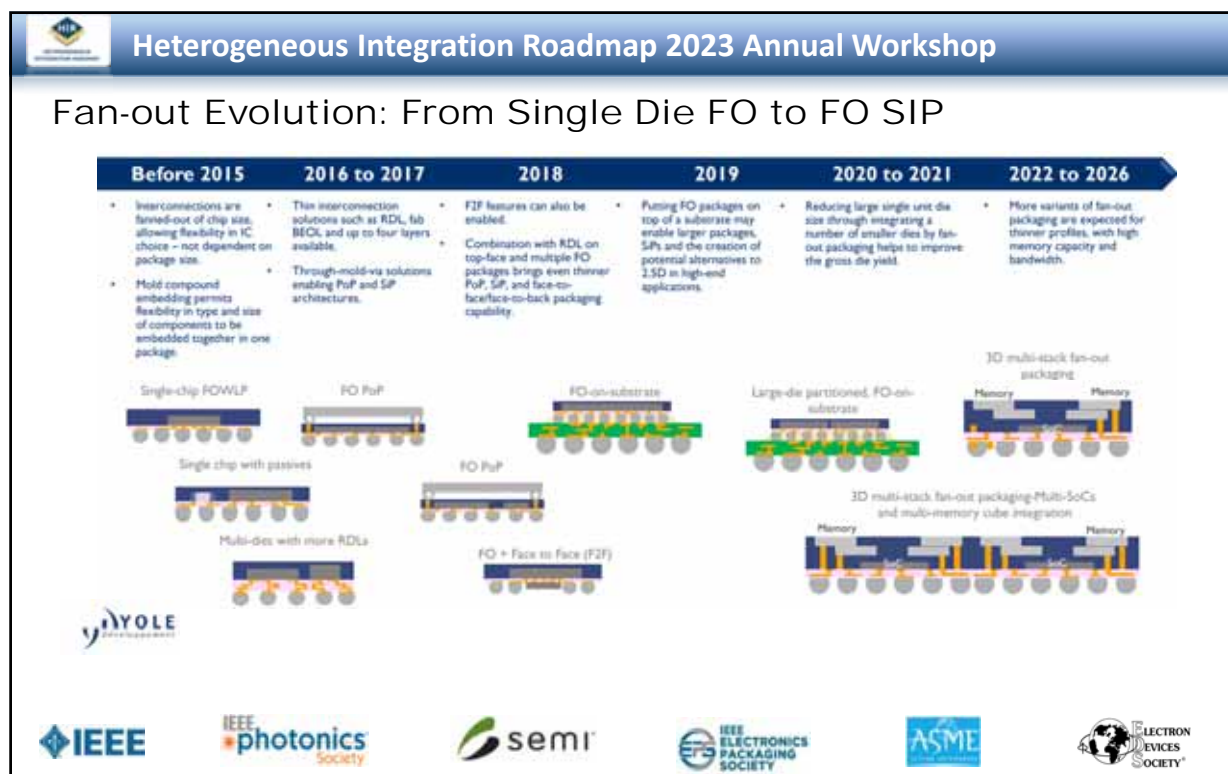 HIR
HETEROGENEOUS
INTEGRATION ROADMAP
Heterogeneous Integration Roadmap 2023 Annual Workshop
Fan-out Evolution: From Single Die FO to FO SIP
Before 2015
• Interconnections are
fanned-out of chip size,
allowing flexibility in IC
choice – not dependent on
package size.
• Mold compound
embedding permits
flexibility in type and size
of components to be
embedded together in one
package.
2016 to 2017
• Thin interconnection
solutions such as RDL, fab
BEOL and up to four layers
available.
• Through-mold-via solutions
enabling PoP and SiP
architectures.
2018
• F2F features can also be
enabled.
• Combination with RDL on
top-face and multiple FO
packages brings even thinner
PoP, SiP, and face-to-
face/face-to-back packaging
capability.
2019
• Putting FO packages on
top of a substrate may
enable larger packages,
SiPs and the creation of
potential alternatives to
2.5D in high-end
applications.
2020 to 2021
• Reducing large single unit die
size through integrating a
number of smaller dies by fan-
out packaging helps to improve
the gross die yield.
2022 to 2026
• More variants of fan-out
packaging are expected for
thinner profiles, with high
memory capacity and
bandwidth.
Single-chip FOWLP
FO PoP
FO-on-substrate
Large-die partitioned, FO-on-
substrate
3D multi-stack fan-out
packaging
Memory
Memory
SoC
Single chip with passives
FO PoP
3D multi-stack fan-out packaging-Multi-SoCs
and multi-memory cube integration
Memory
Memory
SoC
SoC
Multi-dies with more RDLs
FO + Face to Face (F2F)
YOLE
Développement
IEEE
IEEE
photonics
Society
semi
EPS
IEEE
ELECTRONICS
PACKAGING
SOCIETY
ASME
ELECTRON
DEVICES
SOCIETY®